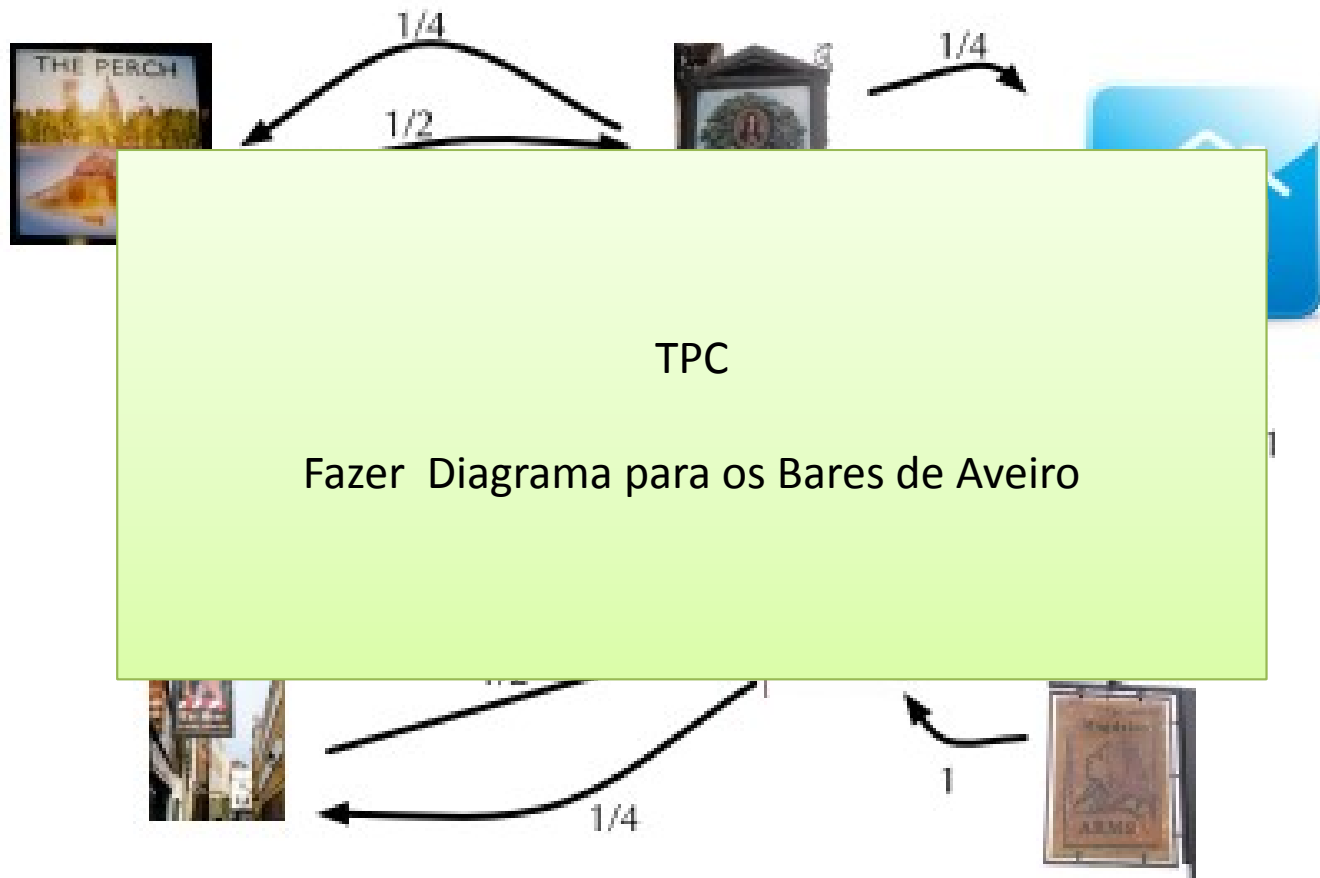 1/4
1/4
THE PERCH
1/2
TPC
Fazer Diagrama para os Bares de Aveiro
1
1
1/4
ARMS